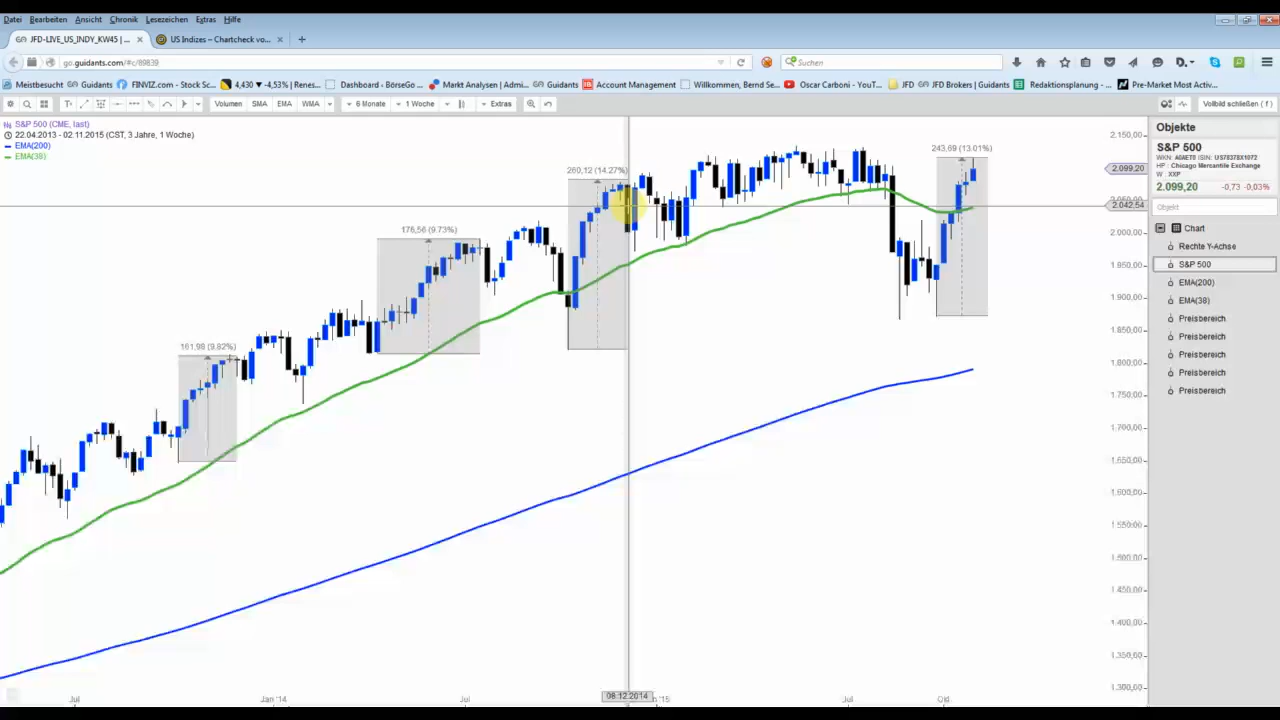 Datei Bearbeiten Ansicht Chronik Lesezeichen Extras Hilfe
JFD-LIVE_US_INDY_KW45 | ... × US Indizes – Chartcheck vo... × +
go.guidants.com/#c/89839 Suchen
Meistbesucht Guidants FINVIZ.com - Stock Sc... 4,430 ▼ -4,53% | Renes... Dashboard - BörseGo ... Markt Analysen | Admi... Guidants Account Management Willkommen, Bernd Se... Oscar Carboni - YouT... JFD JFD Brokers | Guidants Redaktionsplanung - ... Pre-Market Most Activ...
Volumen SMA EMA WMA 6 Monate 1 Woche Extras Vollbild schließen ( f )
S&P 500 (CME, last)
22.04.2013 - 02.11.2015 (CST, 3 Jahre, 1 Woche)
EMA(200)
EMA(38)
161,98 (9.82%)
176,56 (9.73%)
260,12 (14.27%)
243,69 (13.01%)
2.150,00
2.099,20
2.042,54
2.000,00
1.950,00
1.900,00
1.850,00
1.800,00
1.750,00
1.700,00
1.650,00
1.600,00
1.550,00
1.500,00
1.450,00
1.400,00
1.350,00
1.300,00
Jul Jan '14 Jul 08.12.2014 n '15 Jul Okt
Objekte
S&P 500
WKN: A0AET0 ISIN: US78378X1072
HF: Chicago Mercantile Exchange
W: XXP
2.099,20 -0,73 -0,03%
Objekt
Chart
Rechte Y-Achse
S&P 500
EMA(200)
EMA(38)
Preisbereich
Preisbereich
Preisbereich
Preisbereich
Preisbereich